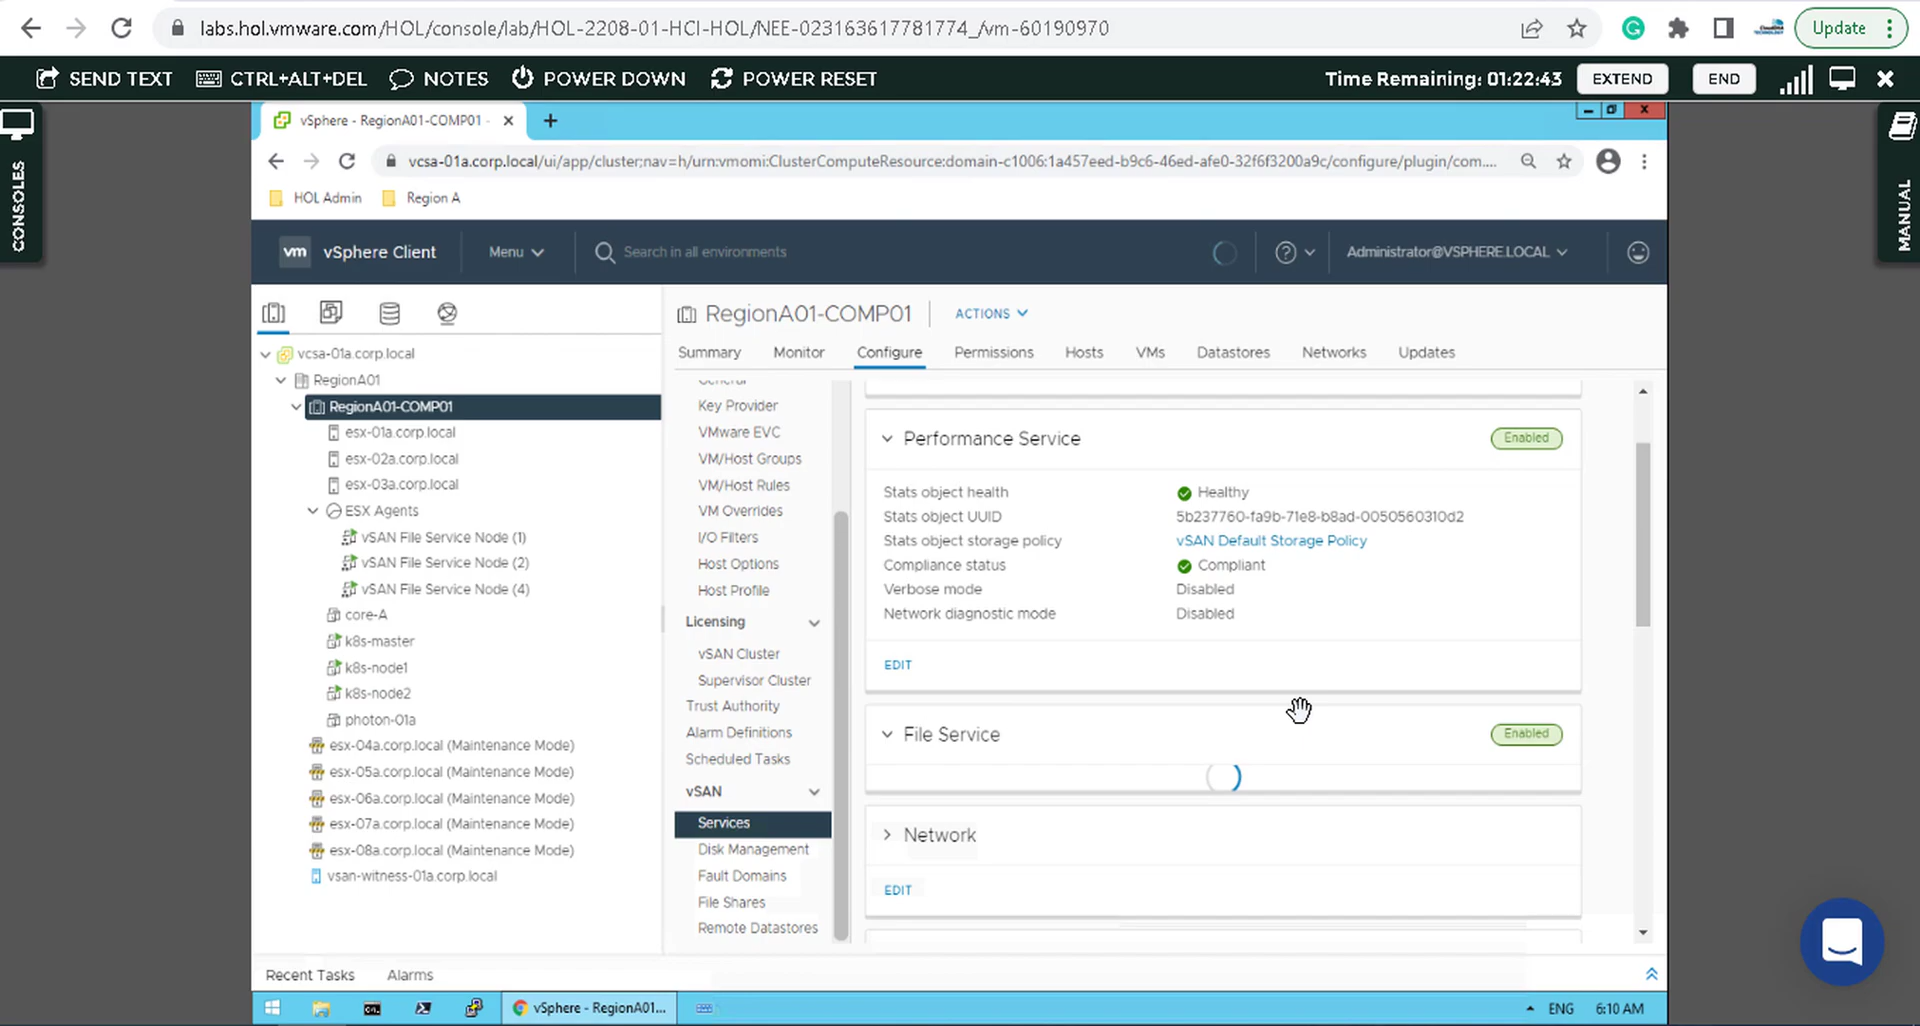 labs.hol.vmware.com/HOL/console/lab/HOL-2208-01-HCI-HOL/NEE-023163617781774_/vm-60190970
Update
SEND TEXT
CTRL+ALT+DEL
NOTES
POWER DOWN
POWER RESET
Time Remaining: 01:22:43
EXTEND
END
CONSOLES
MANUAL
vSphere - RegionA01-COMP01 -
vcsa-01a.corp.local/ui/app/cluster;nav=h/urn:vmomi:ClusterComputeResource:domain-c1006:1a457eed-b9c6-46ed-afe0-32f6f3200a9c/configure/plugin/com....
HOL Admin
Region A
vm
vSphere Client
Menu
Search in all environments
Administrator@VSPHERE.LOCAL
vcsa-01a.corp.local
RegionA01
RegionA01-COMP01
esx-01a.corp.local
esx-02a.corp.local
esx-03a.corp.local
ESX Agents
vSAN File Service Node (1)
vSAN File Service Node (2)
vSAN File Service Node (4)
core-A
k8s-master
k8s-node1
k8s-node2
photon-01a
esx-04a.corp.local (Maintenance Mode)
esx-05a.corp.local (Maintenance Mode)
esx-06a.corp.local (Maintenance Mode)
esx-07a.corp.local (Maintenance Mode)
esx-08a.corp.local (Maintenance Mode)
vsan-witness-01a.corp.local
RegionA01-COMP01
ACTIONS
Summary
Monitor
Configure
Permissions
Hosts
VMs
Datastores
Networks
Updates
General
Key Provider
VMware EVC
VM/Host Groups
VM/Host Rules
VM Overrides
I/O Filters
Host Options
Host Profile
Licensing
vSAN Cluster
Supervisor Cluster
Trust Authority
Alarm Definitions
Scheduled Tasks
vSAN
Services
Disk Management
Fault Domains
File Shares
Remote Datastores
Performance Service
Enabled
Stats object health
Healthy
Stats object UUID
5b237760-fa9b-71e8-b8ad-0050560310d2
Stats object storage policy
vSAN Default Storage Policy
Compliance status
Compliant
Verbose mode
Disabled
Network diagnostic mode
Disabled
EDIT
File Service
Enabled
Network
EDIT
Recent Tasks
Alarms
vSphere - RegionA01...
ENG
6:10 AM